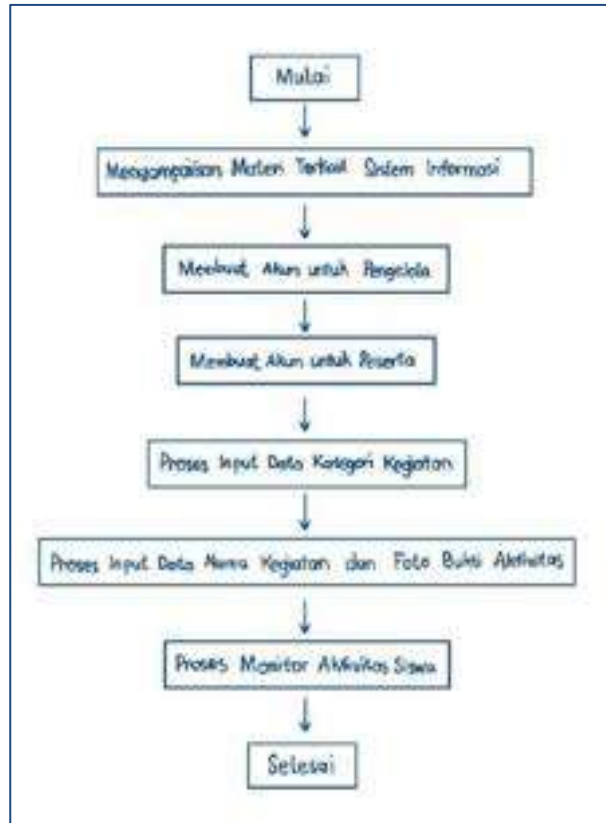 Mulai
Menyampaikan Materi Terkait Sistem Informasi
Membuat Akun untuk Pengelola
Membuat Akun untuk Peserta
Proses Input Data Kategori Kegiatan
Proses Input Data Nama Kegiatan dan Foto Bukti Aktivitas
Proses Monitor Aktivitas Siswa
Selesai